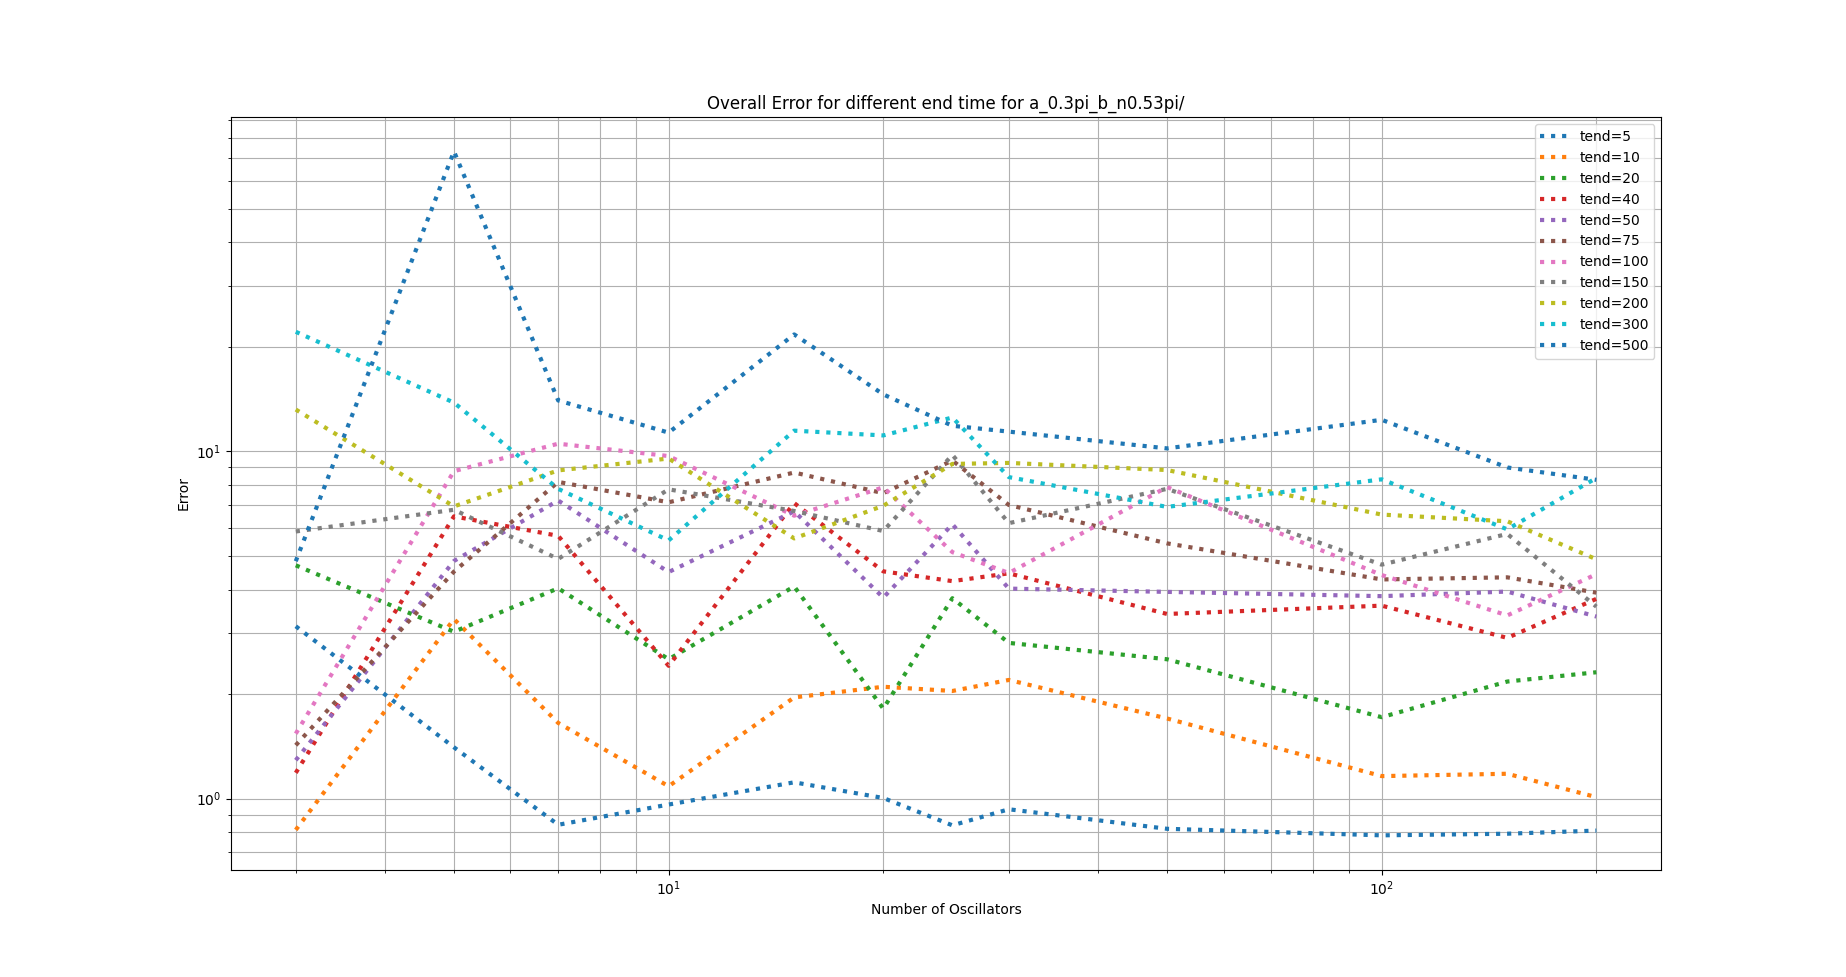 Overall Error for different end time for a_0.3pi_b_n0.53pi/
Error
10¹
10⁰
tend=5
tend=10
tend=20
tend=40
tend=50
tend=75
tend=100
tend=150
tend=200
tend=300
tend=500
10¹
10²
Number of Oscillators